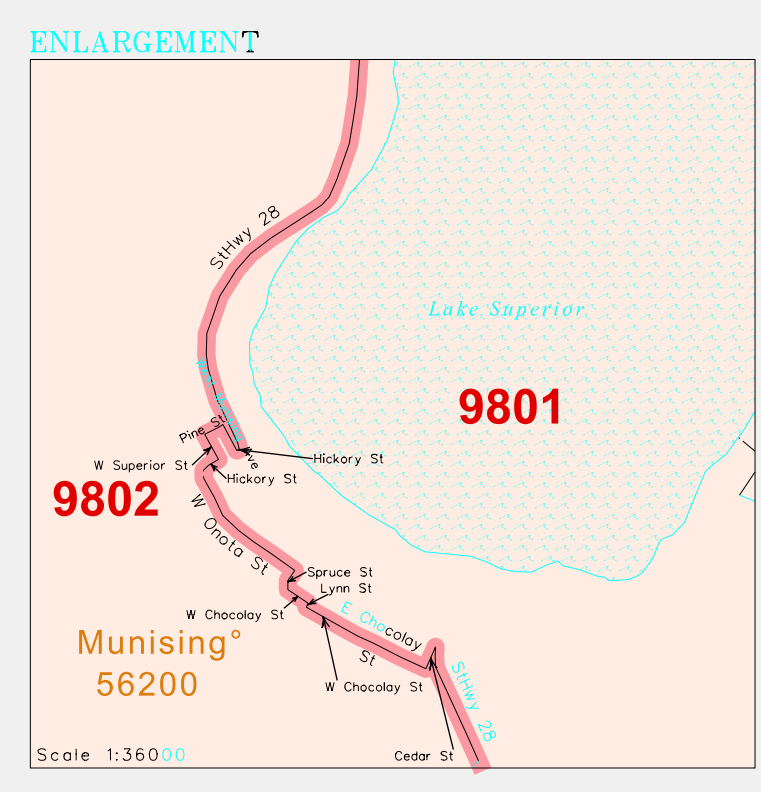 ENLARGEMENT
StHwy 28
Lake Superior
9801
Pine St
Ave
Hickory St
W Superior St
Hickory St
9802
W Onota St
Spruce St
Lynn St
W Chocolay St
E Chocolay St
Munising°
56200
W Chocolay St
StHwy 28
Cedar St
Scale 1:36000